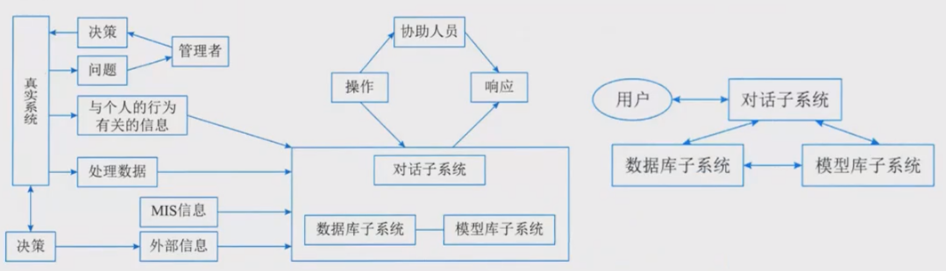 决策
管理者
问题
真实系统
与个人的行为
有关的信息
处理数据
MIS信息
决策
外部信息
协助人员
操作
响应
对话子系统
数据库子系统
模型库子系统
用户
对话子系统
数据库子系统
模型库子系统